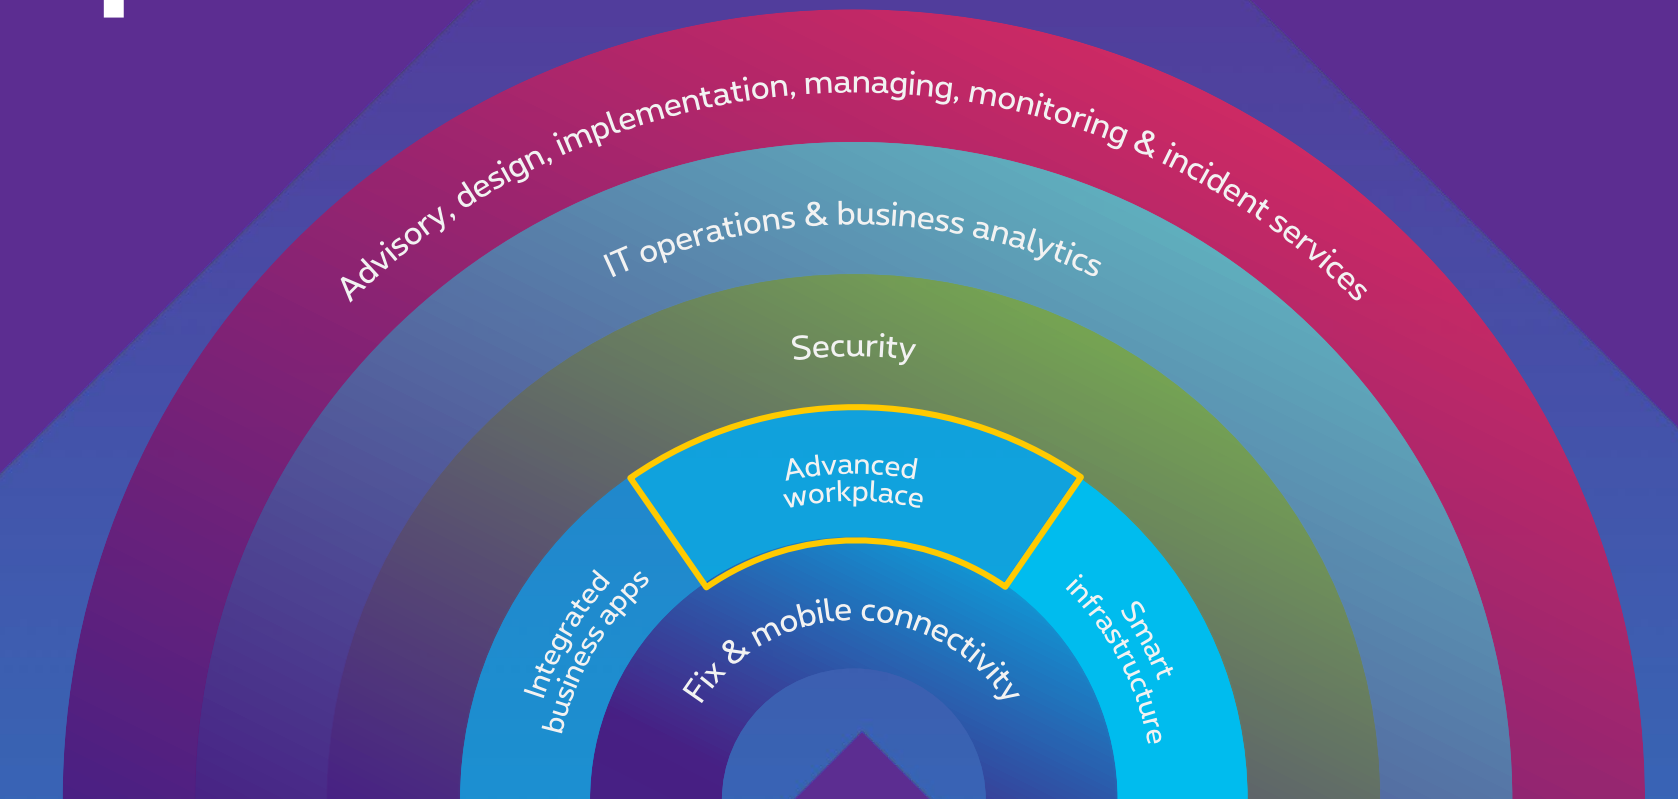 Advisory, design, implementation, managing, monitoring & incident services
IT operations & business analytics
Security
Advanced
workplace
Integrated
business apps
Smart
infrastructure
Fix & mobile connectivity